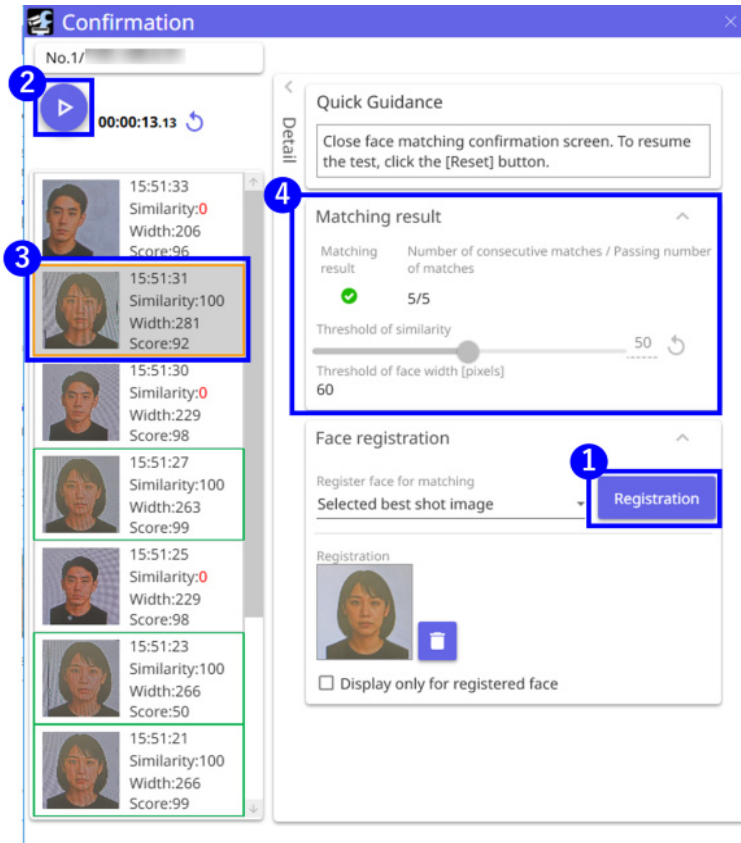 Confirmation
No.1/
2
00:00:13.13
Detail
Quick Guidance
Close face matching confirmation screen. To resume
the test, click the [Reset] button.
15:51:33
Similarity:0
Width:206
Score:96
3
15:51:31
Similarity:100
Width:281
Score:92
15:51:30
Similarity:0
Width:229
Score:98
15:51:27
Similarity:100
Width:263
Score:99
15:51:25
Similarity:0
Width:229
Score:98
15:51:23
Similarity:100
Width:266
Score:50
15:51:21
Similarity:100
Width:266
Score:99
4
Matching result
Matching
result
Number of consecutive matches / Passing number
of matches
5/5
Threshold of similarity
50
Threshold of face width [pixels]
60
Face registration
1
Register face for matching
Selected best shot image
Registration
Registration
Display only for registered face